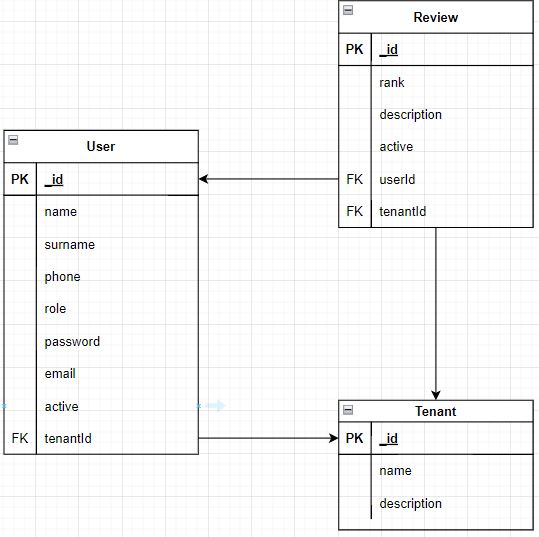 Review
PK _id
rank
description
active
FK userId
FK tenantId
User
PK _id
name
surname
phone
role
password
email
active
FK tenantId
Tenant
PK _id
name
description